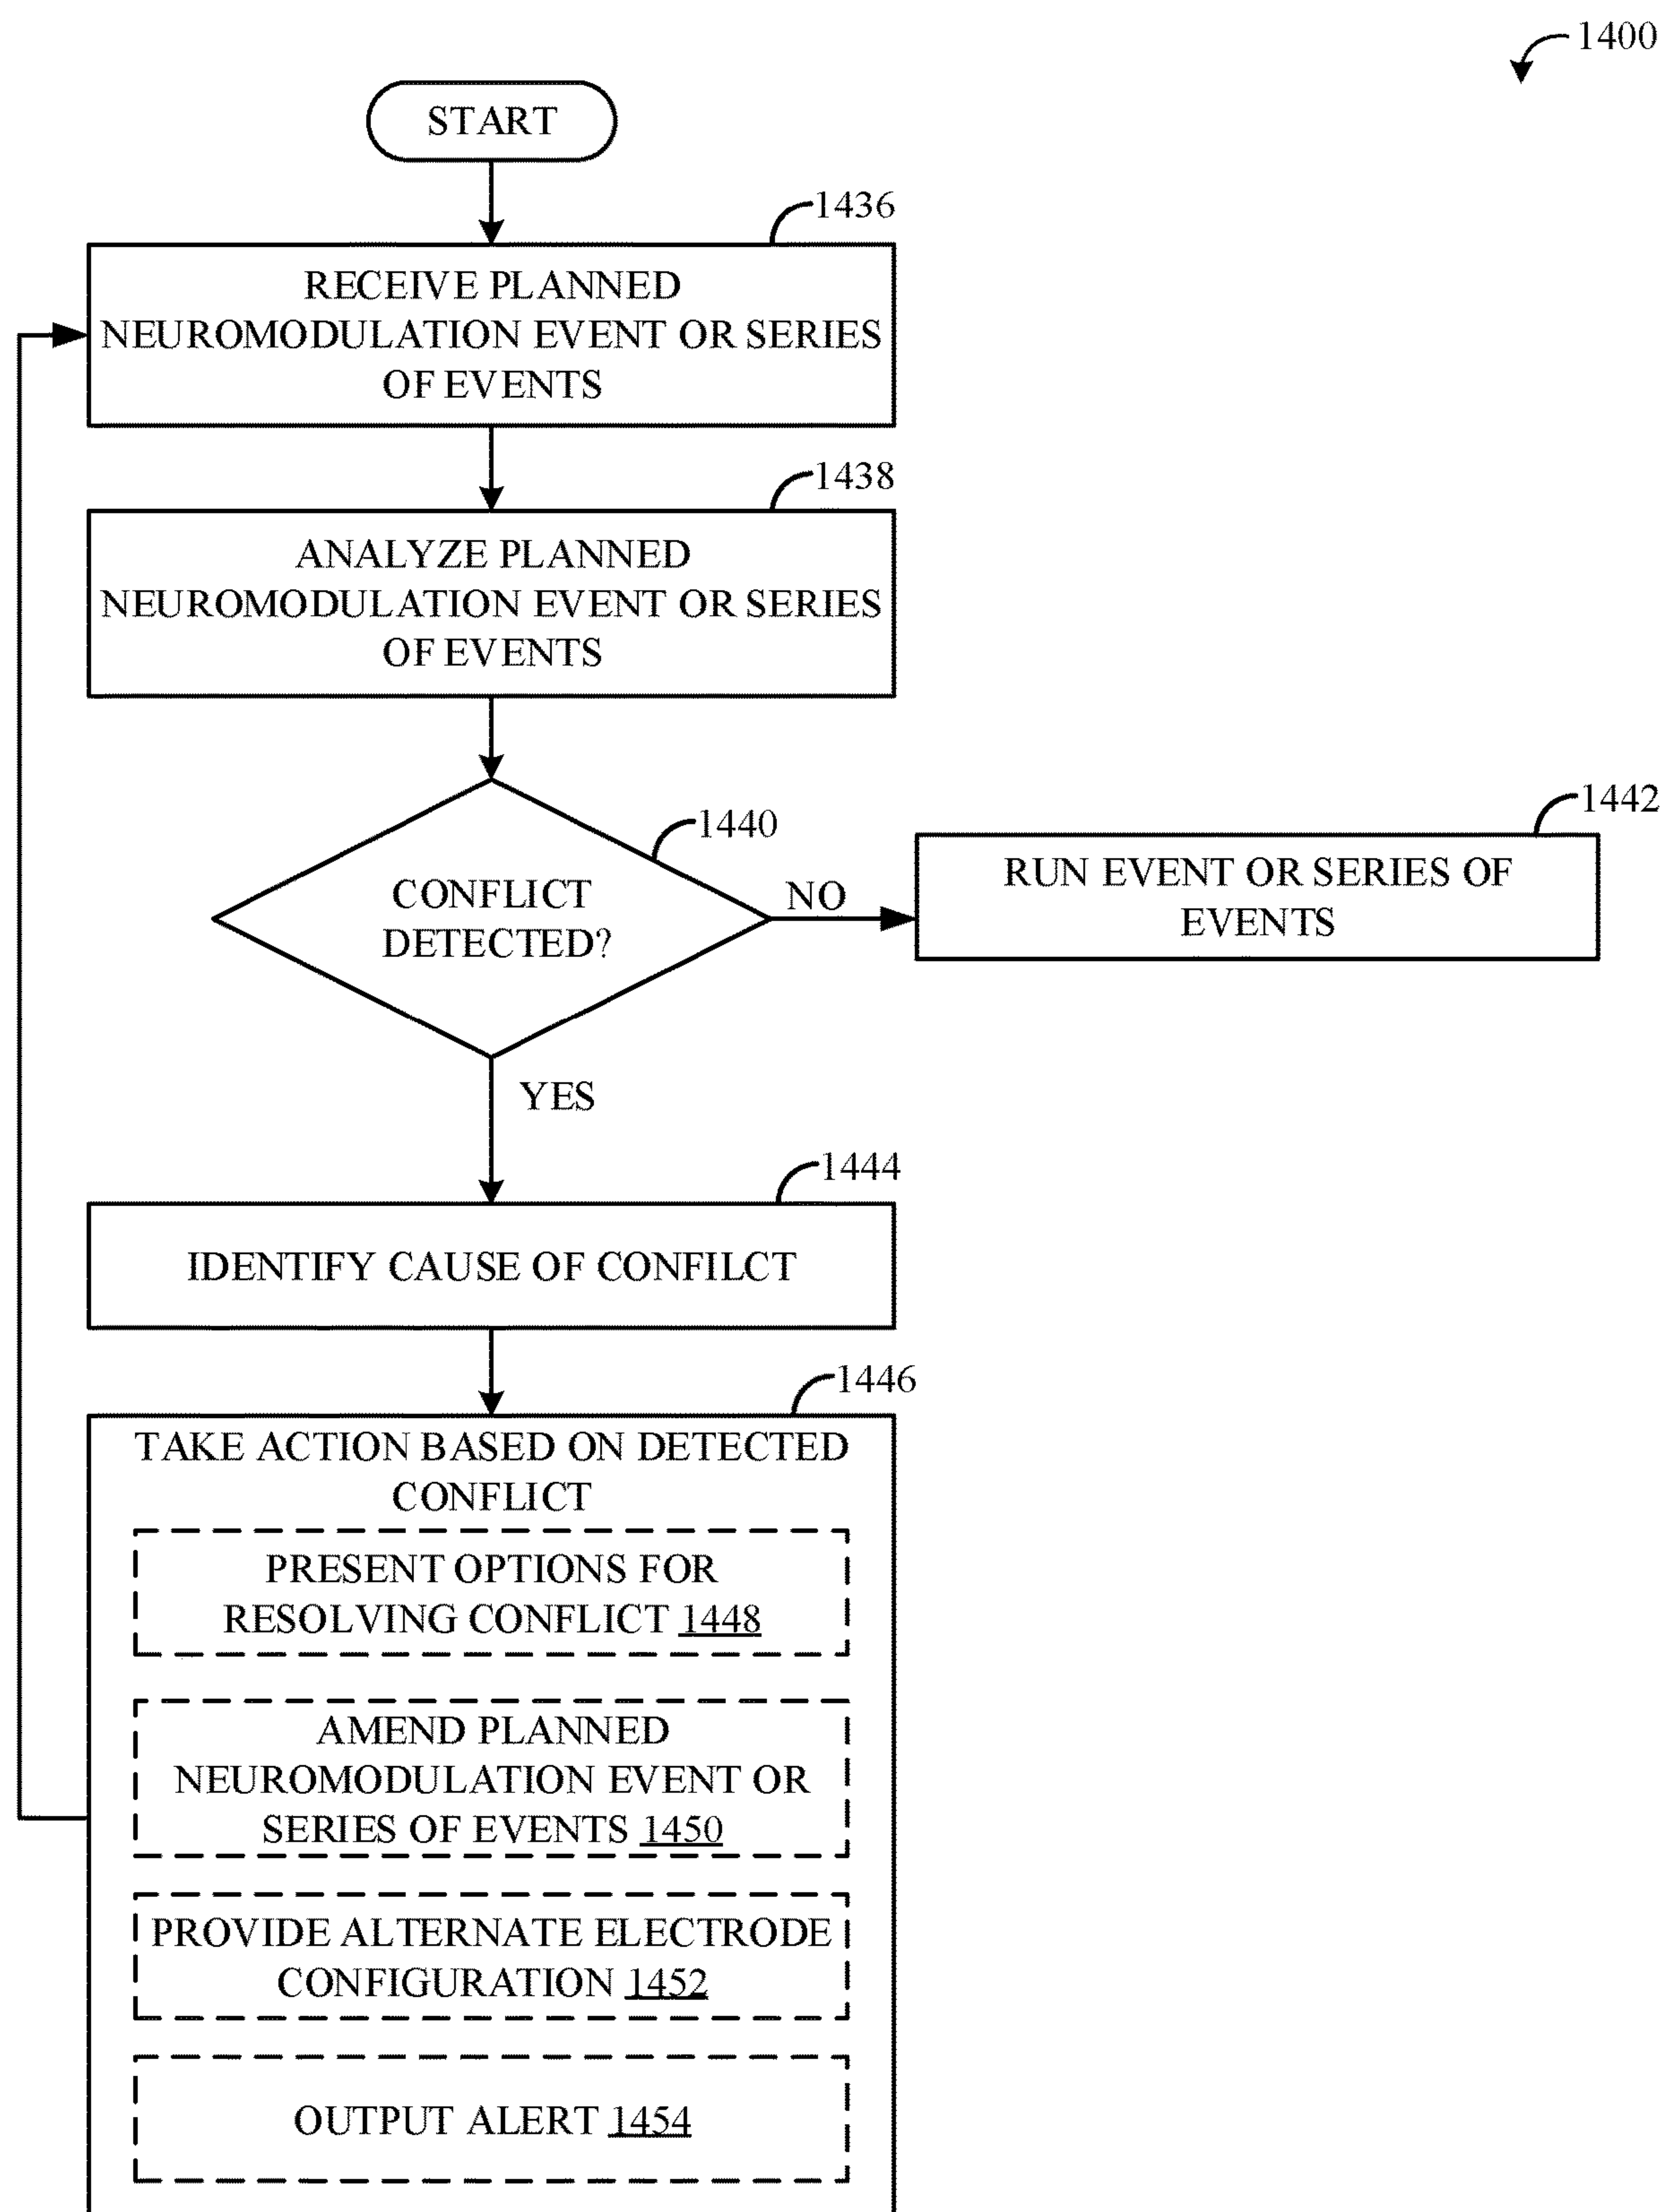 1400
START
1436
RECEIVE PLANNED
NEUROMODULATION EVENT OR SERIES
OF EVENTS
1438
ANALYZE PLANNED
NEUROMODULATION EVENT OR SERIES
OF EVENTS
1440
CONFLICT
DETECTED?
NO
1442
RUN EVENT OR SERIES OF
EVENTS
YES
1444
IDENTIFY CAUSE OF CONFILCT
1446
TAKE ACTION BASED ON DETECTED
CONFLICT
PRESENT OPTIONS FOR
RESOLVING CONFLICT 1448
AMEND PLANNED
NEUROMODULATION EVENT OR
SERIES OF EVENTS 1450
PROVIDE ALTERNATE ELECTRODE
CONFIGURATION 1452
OUTPUT ALERT 1454